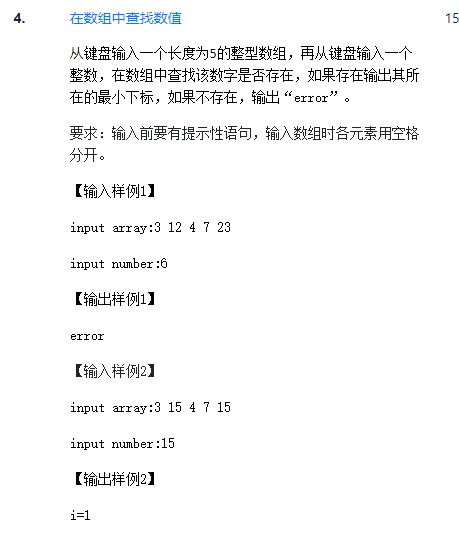 4. 在数组中查找数值 15
从键盘输入一个长度为5的整型数组，再从键盘输入一个
整数，在数组中查找该数字是否存在，如果存在输出其所
在的最小下标，如果不存在，输出“error”。
要求：输入前要有提示性语句，输入数组时各元素用空格
分开。
【输入样例1】
input array:3 12 4 7 23
input number:6
【输出样例1】
error
【输入样例2】
input array:3 15 4 7 15
input number:15
【输出样例2】
i=1